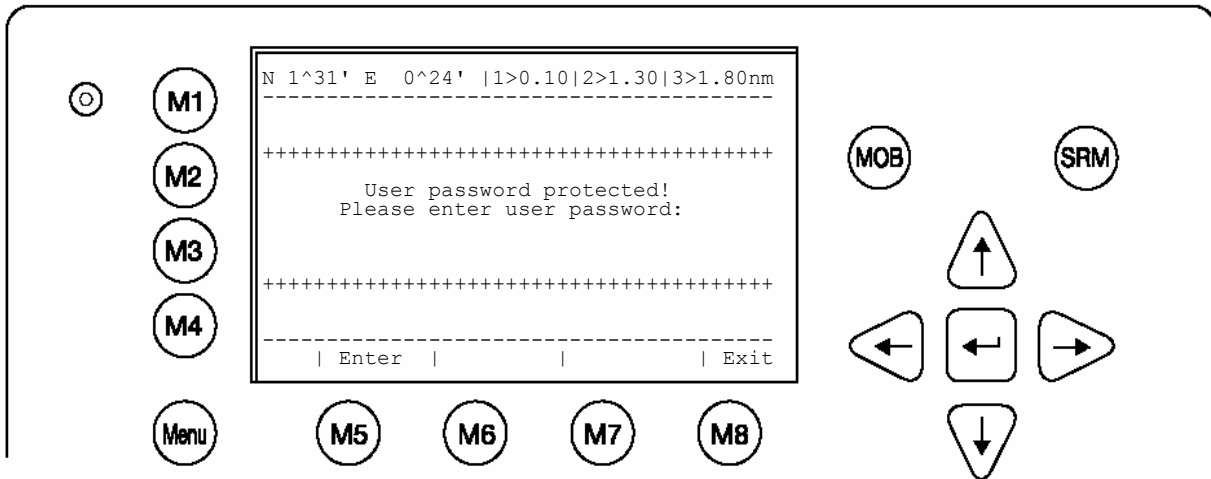 N 1^31' E  0^24' |1>0.10|2>1.30|3>1.80nm
----------------------------------------
++++++++++++++++++++++++++++++++++++++++
User password protected!
Please enter user password:
++++++++++++++++++++++++++++++++++++++++
----------------------------------------
| Enter |         |          | Exit
M1
M2
M3
M4
Menu
M5
M6
M7
M8
MOB
SRM